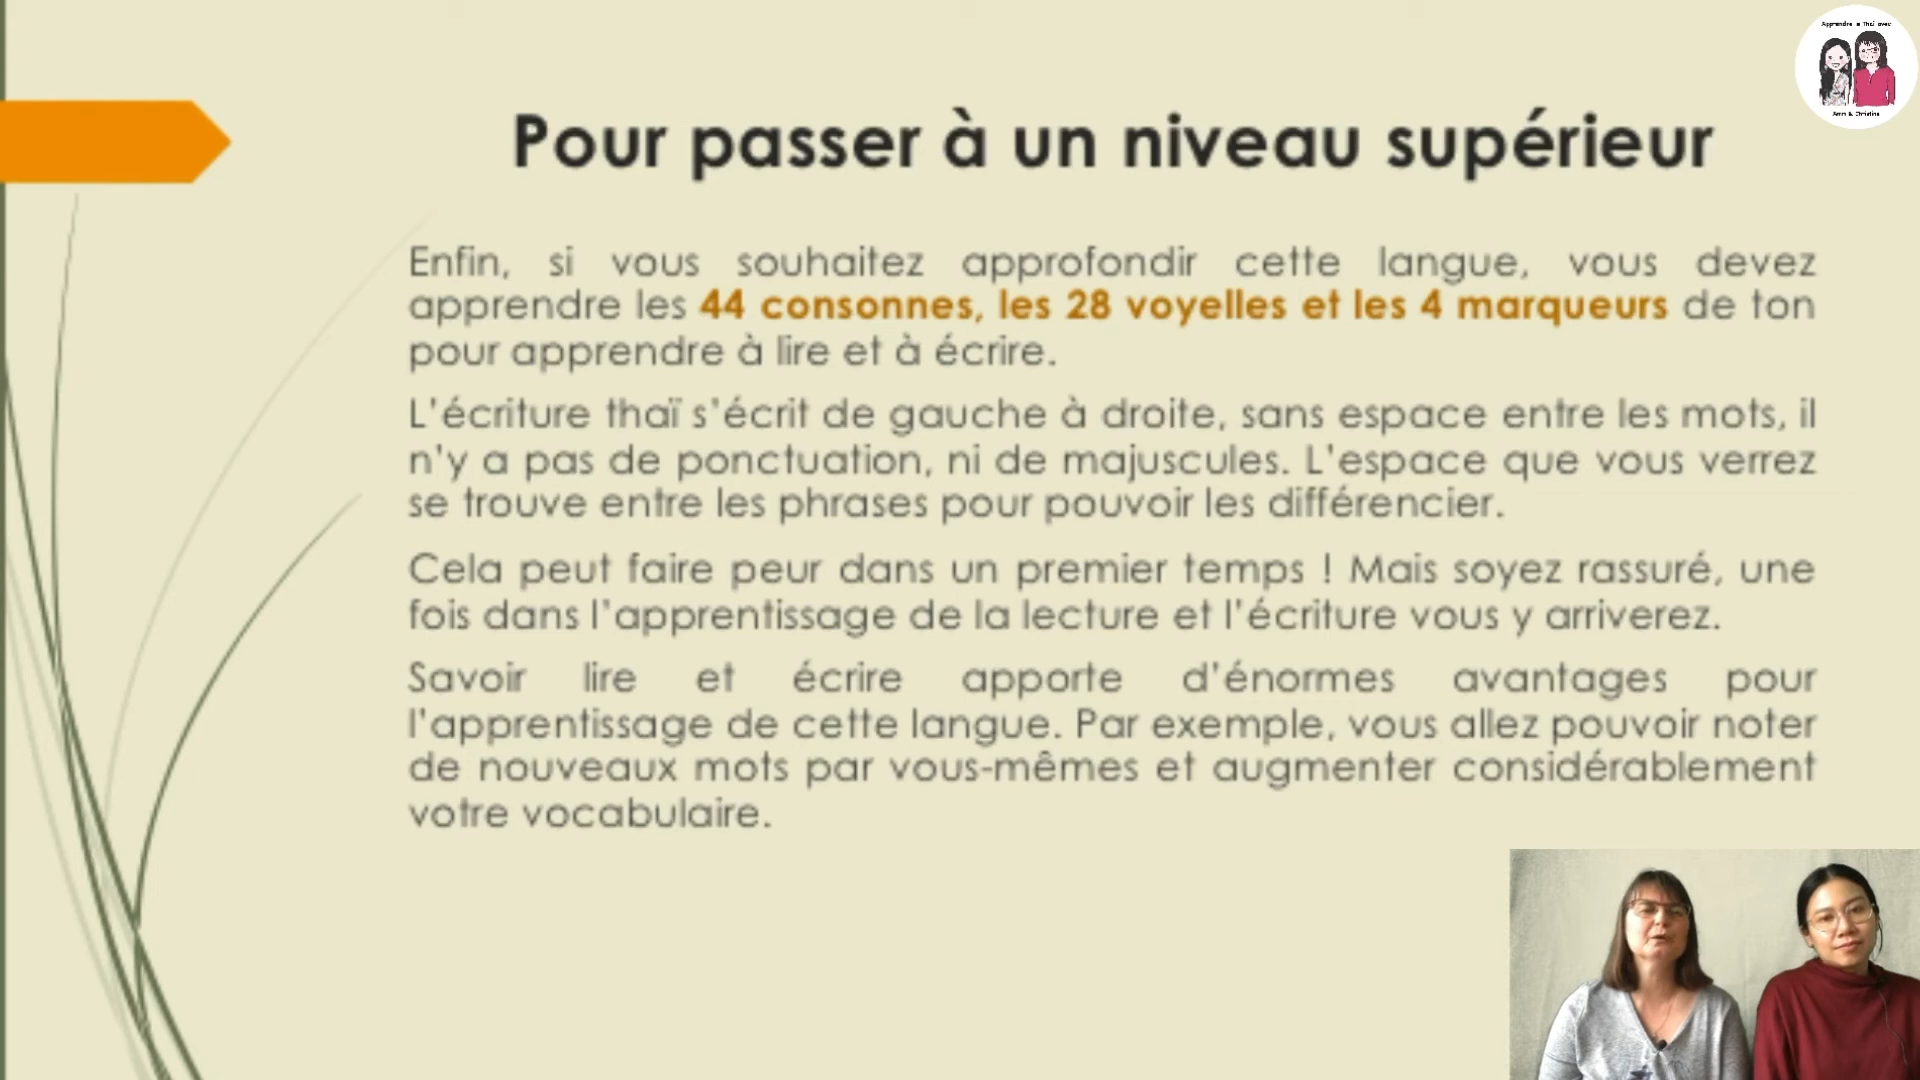 Apprendre le Thaï avec
Pour passer à un niveau supérieur
Enfin, si vous souhaitez approfondir cette langue, vous devez
apprendre les 44 consonnes, les 28 voyelles et les 4 marqueurs de ton
pour apprendre à lire et à écrire.
L'écriture thaï s'écrit de gauche à droite, sans espace entre les mots, il
n'y a pas de ponctuation, ni de majuscules. L'espace que vous verrez
se trouve entre les phrases pour pouvoir les différencier.
Cela peut faire peur dans un premier temps ! Mais soyez rassuré, une
fois dans l'apprentissage de la lecture et l'écriture vous y arriverez.
Savoir lire et écrire apporte d'énormes avantages pour
l'apprentissage de cette langue. Par exemple, vous allez pouvoir noter
de nouveaux mots par vous-mêmes et augmenter considérablement
votre vocabulaire.